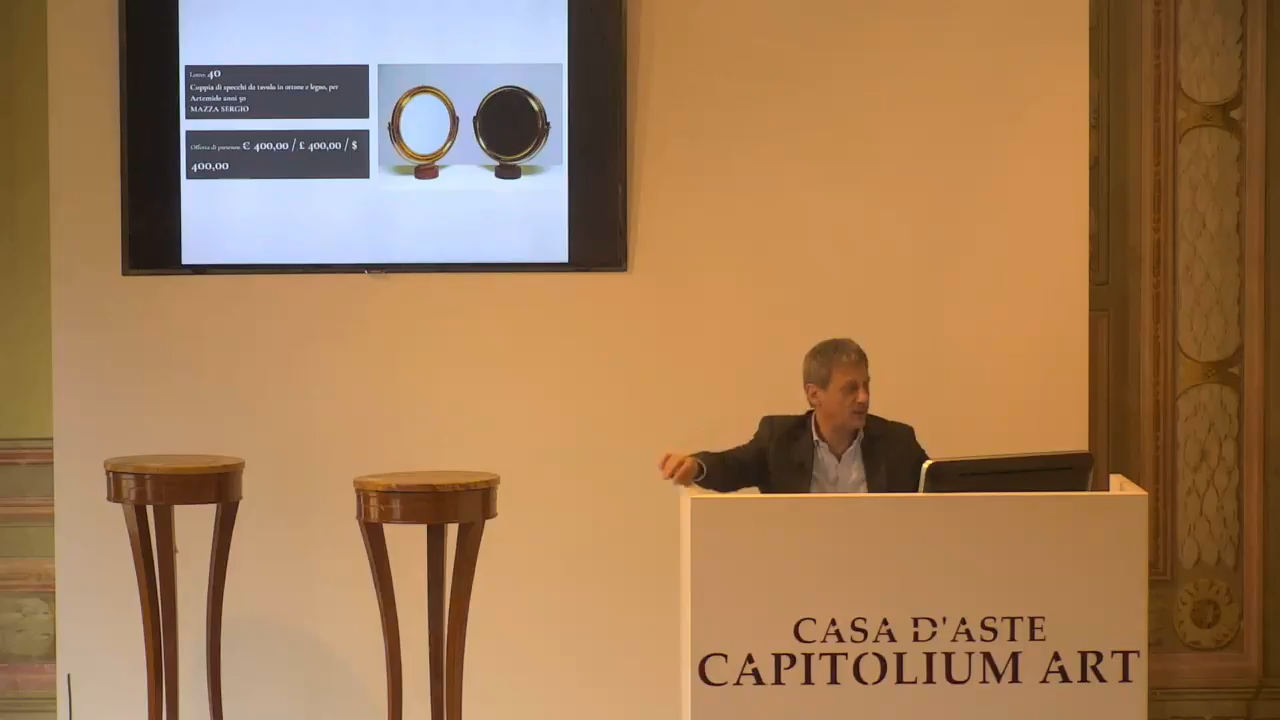 Lotto: 40
Coppia di specchi da tavolo in ottone e legno, per
Artemide anni 50
MAZZA SERGIO
Offerta di partenza: € 400,00 / £ 400,00 / $
400,00
CASA D'ASTE
CAPITOLIUM ART